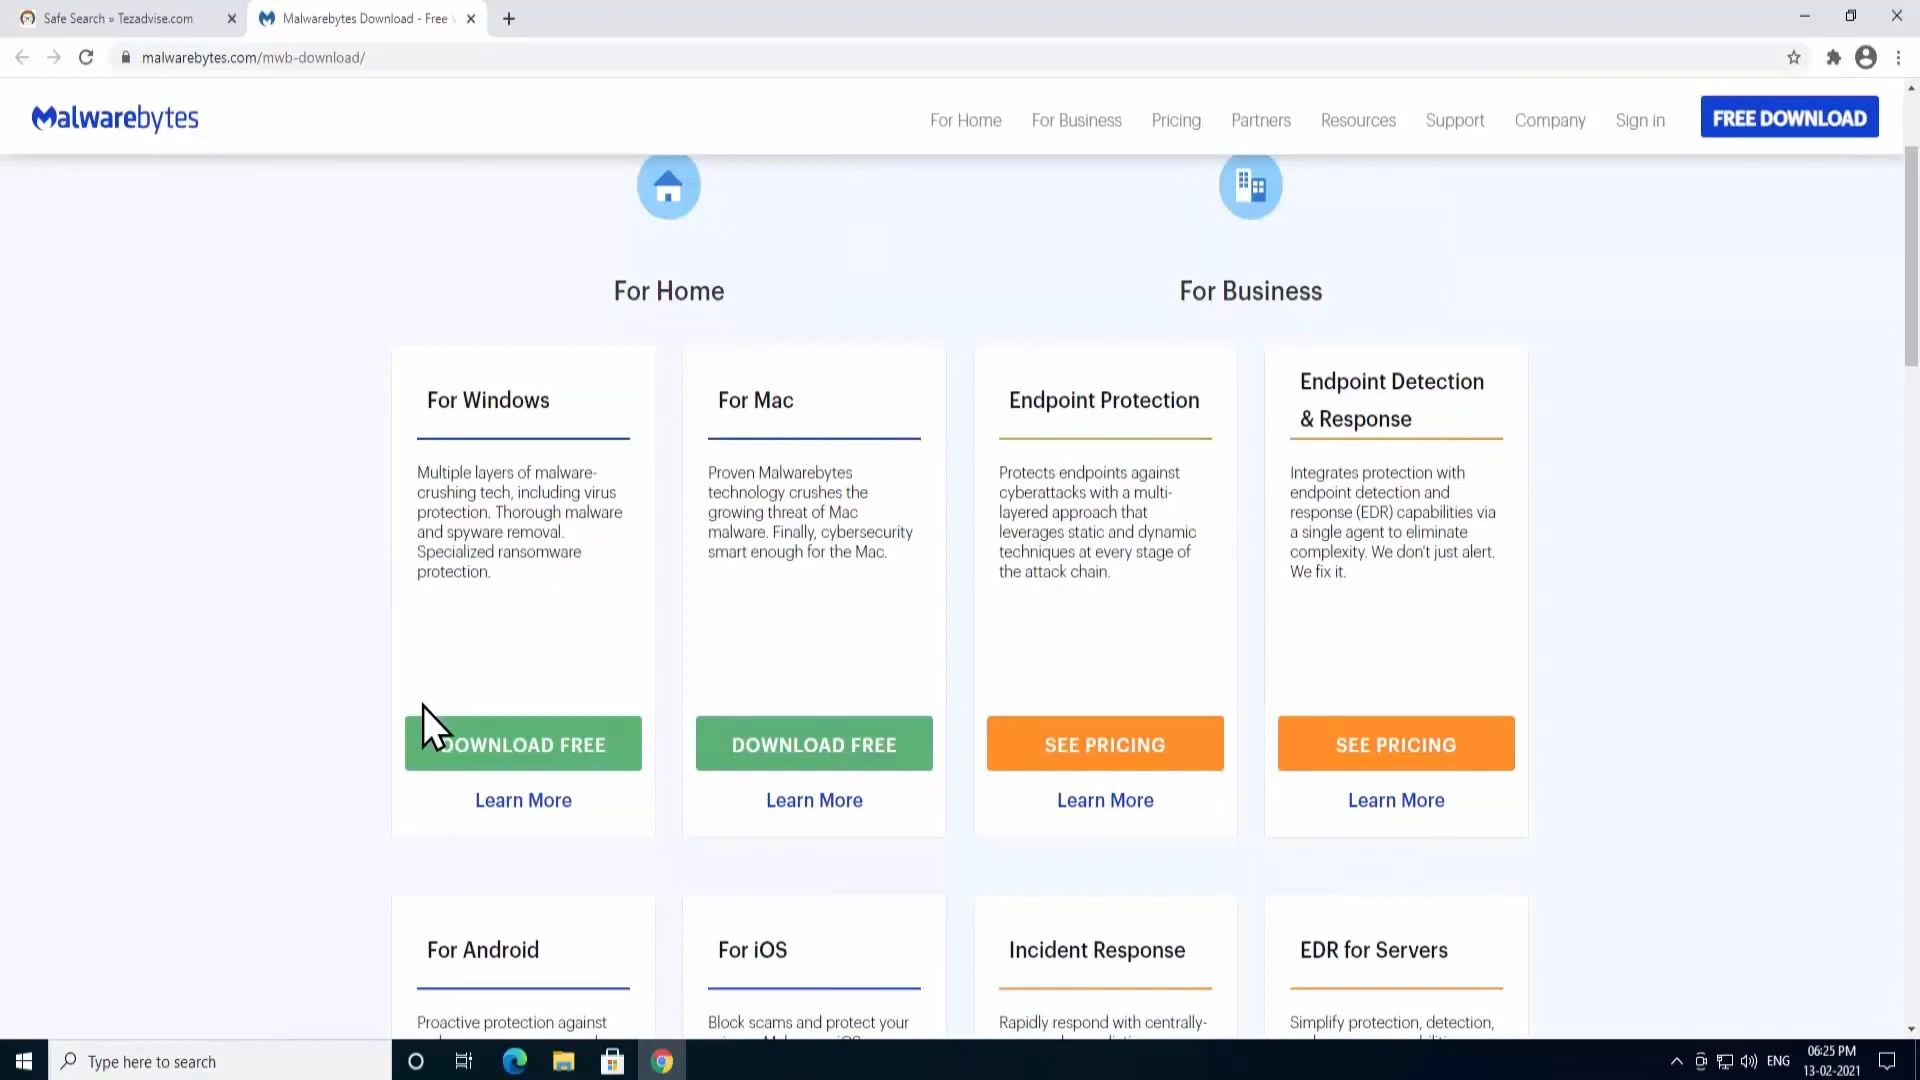 Safe Search » Tezadvise.com
Malwarebytes Download - Free
malwarebytes.com/mwb-download/
Malwarebytes
For Home
For Business
Pricing
Partners
Resources
Support
Company
Sign in
FREE DOWNLOAD
For Home
For Business
For Windows
Multiple layers of malware-
crushing tech, including virus
protection. Thorough malware
and spyware removal.
Specialized ransomware
protection.
DOWNLOAD FREE
Learn More
For Mac
Proven Malwarebytes
technology crushes the
growing threat of Mac
malware. Finally, cybersecurity
smart enough for the Mac.
DOWNLOAD FREE
Learn More
Endpoint Protection
Protects endpoints against
cyberattacks with a multi-
layered approach that
leverages static and dynamic
techniques at every stage of
the attack chain.
SEE PRICING
Learn More
Endpoint Detection
& Response
Integrates protection with
endpoint detection and
response (EDR) capabilities via
a single agent to eliminate
complexity. We don't just alert.
We fix it.
SEE PRICING
Learn More
For Android
Proactive protection against
For iOS
Block scams and protect your
Incident Response
Rapidly respond with centrally-
EDR for Servers
Simplify protection, detection,
Type here to search
ENG
06:25 PM
13-02-2021